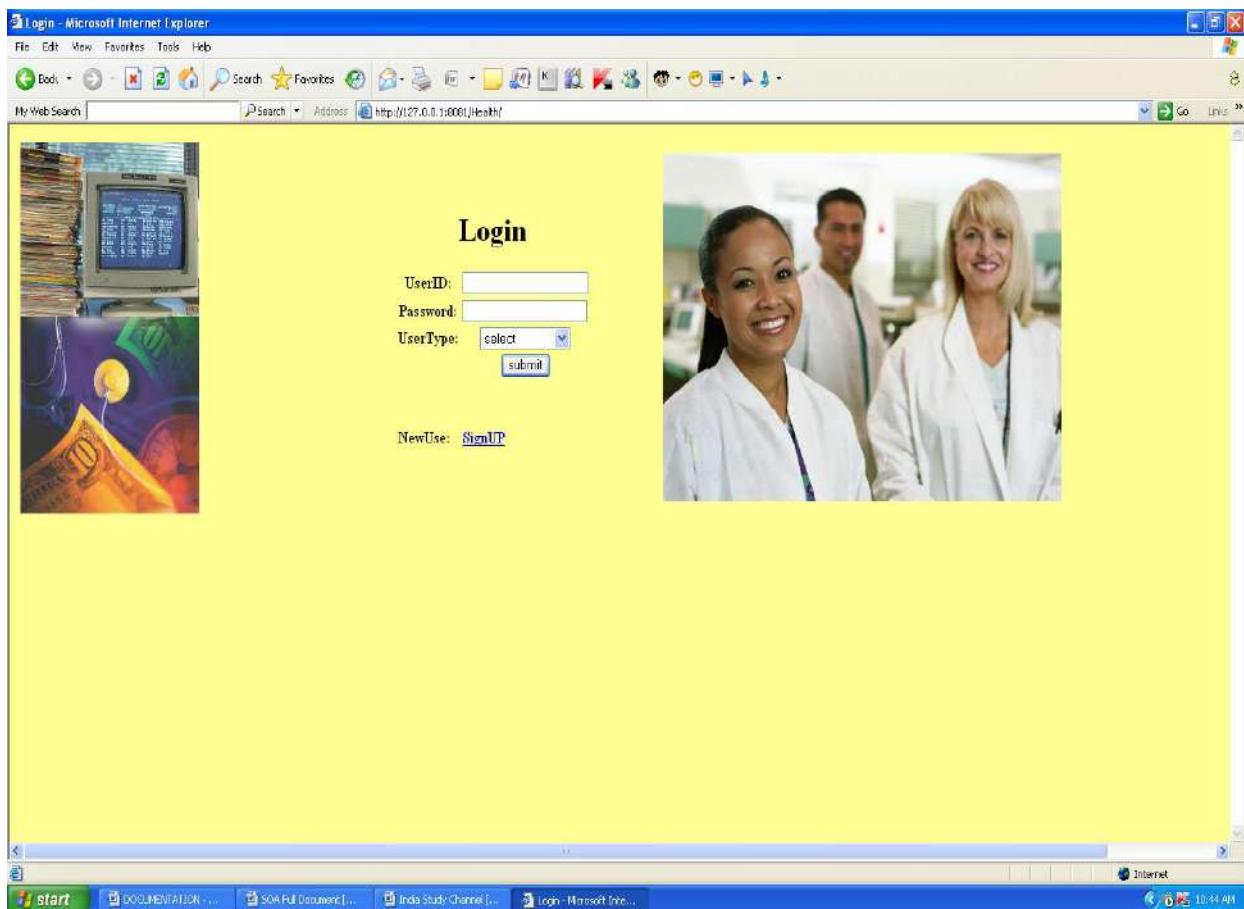 Login - Microsoft Internet Explorer
File Edit View Favorites Tools Help
Back Search Favorites
My Web Search Search Address http://127.0.0.1:8081/Health/ Go Links
Login
UserID:
Password:
UserType: select
submit
NewUse: SignUP
Internet
start DOCUMENTATION - ... SOA Full Document [... India Study Channel [... Login - Microsoft Inte... 10:44 AM